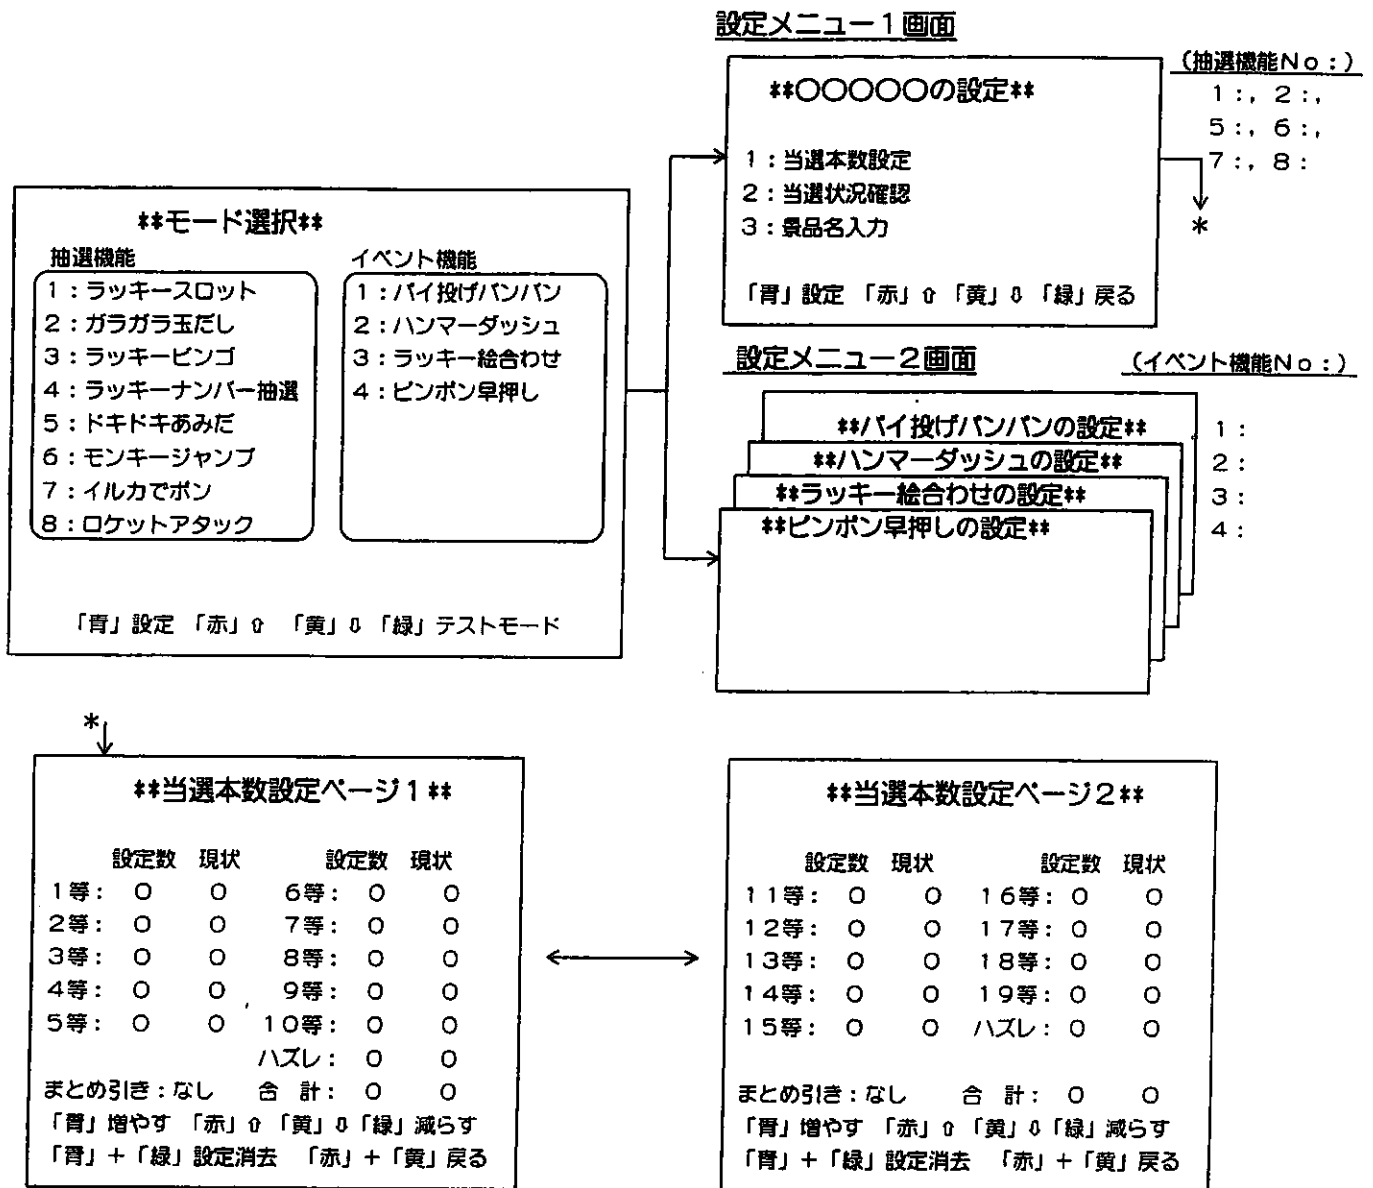 設定メニュー1画面
(抽選機能No:)
**〇〇〇〇〇の設定**
1:, 2:,
5:, 6:,
7:, 8:
1:当選本数設定
2:当選状況確認
3:景品名入力
*
「青」設定 「赤」⇧ 「黄」⇩ 「緑」戻る
**モード選択**
抽選機能
1:ラッキースロット
2:ガラガラ玉だし
3:ラッキービンゴ
4:ラッキーナンバー抽選
5:ドキドキあみだ
6:モンキージャンプ
7:イルカでポン
8:ロケットアタック
イベント機能
1:パイ投げバンバン
2:ハンマーダッシュ
3:ラッキー絵合わせ
4:ピンポン早押し
「青」設定 「赤」⇧ 「黄」⇩ 「緑」テストモード
設定メニュー2画面
(イベント機能No:)
**パイ投げバンバンの設定**
1:
**ハンマーダッシュの設定**
2:
**ラッキー絵合わせの設定**
3:
**ピンポン早押しの設定**
4:
*
**当選本数設定ページ1**
設定数 現状 設定数 現状
1等: 0 0 6等: 0 0
2等: 0 0 7等: 0 0
3等: 0 0 8等: 0 0
4等: 0 0 9等: 0 0
5等: 0 0 10等: 0 0
ハズレ: 0 0
まとめ引き:なし 合 計: 0 0
「青」増やす 「赤」⇧ 「黄」⇩ 「緑」減らす
「青」+「緑」設定消去 「赤」+「黄」戻る
**当選本数設定ページ2**
設定数 現状 設定数 現状
11等: 0 0 16等: 0 0
12等: 0 0 17等: 0 0
13等: 0 0 18等: 0 0
14等: 0 0 19等: 0 0
15等: 0 0 ハズレ: 0 0
まとめ引き:なし 合 計: 0 0
「青」増やす 「赤」⇧ 「黄」⇩ 「緑」減らす
「青」+「緑」設定消去 「赤」+「黄」戻る